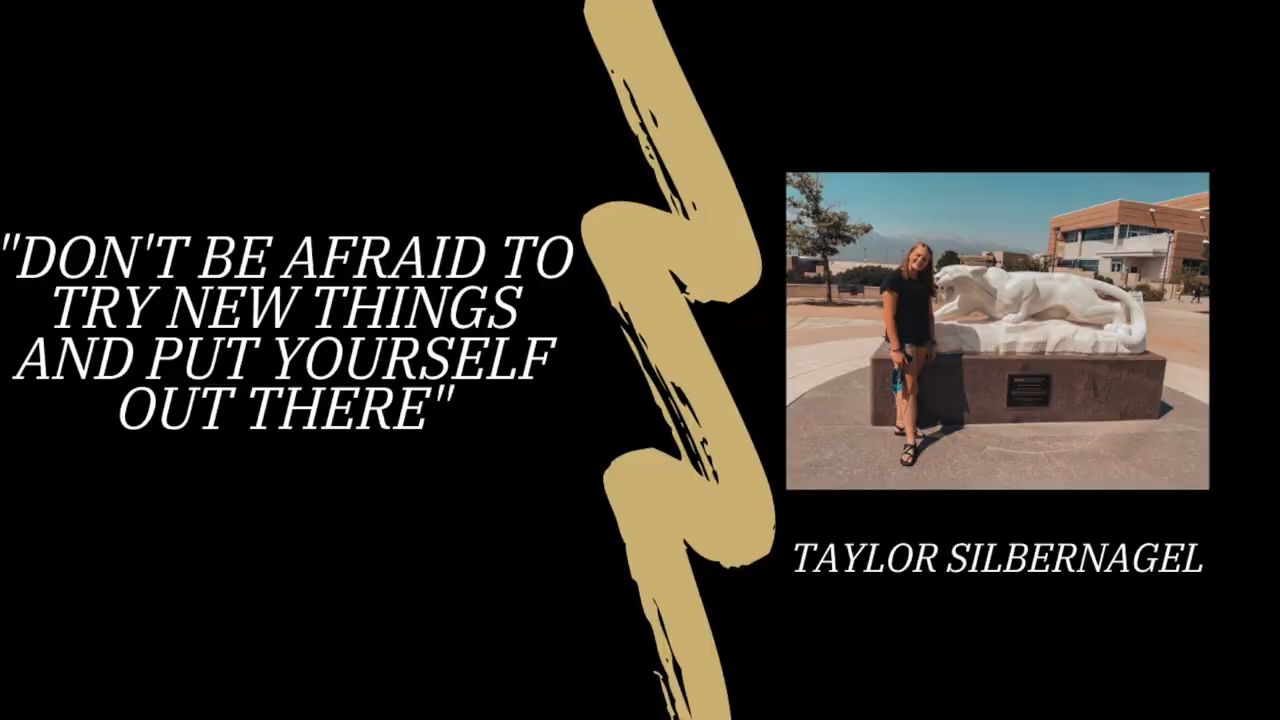 "DON'T BE AFRAID TO
TRY NEW THINGS
AND PUT YOURSELF
OUT THERE"
TAYLOR SILBERNAGEL